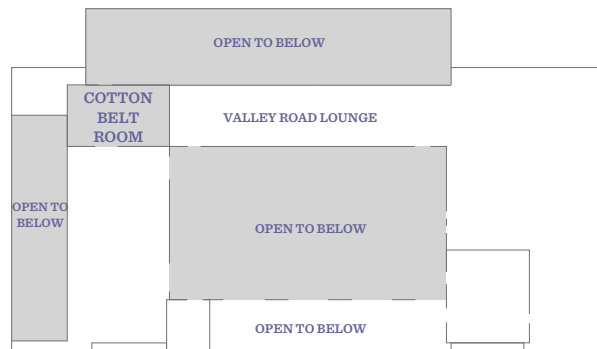 OPEN TO BELOW
COTTON
BELT
ROOM
VALLEY ROAD LOUNGE
OPEN TO
BELOW
OPEN TO BELOW
OPEN TO BELOW